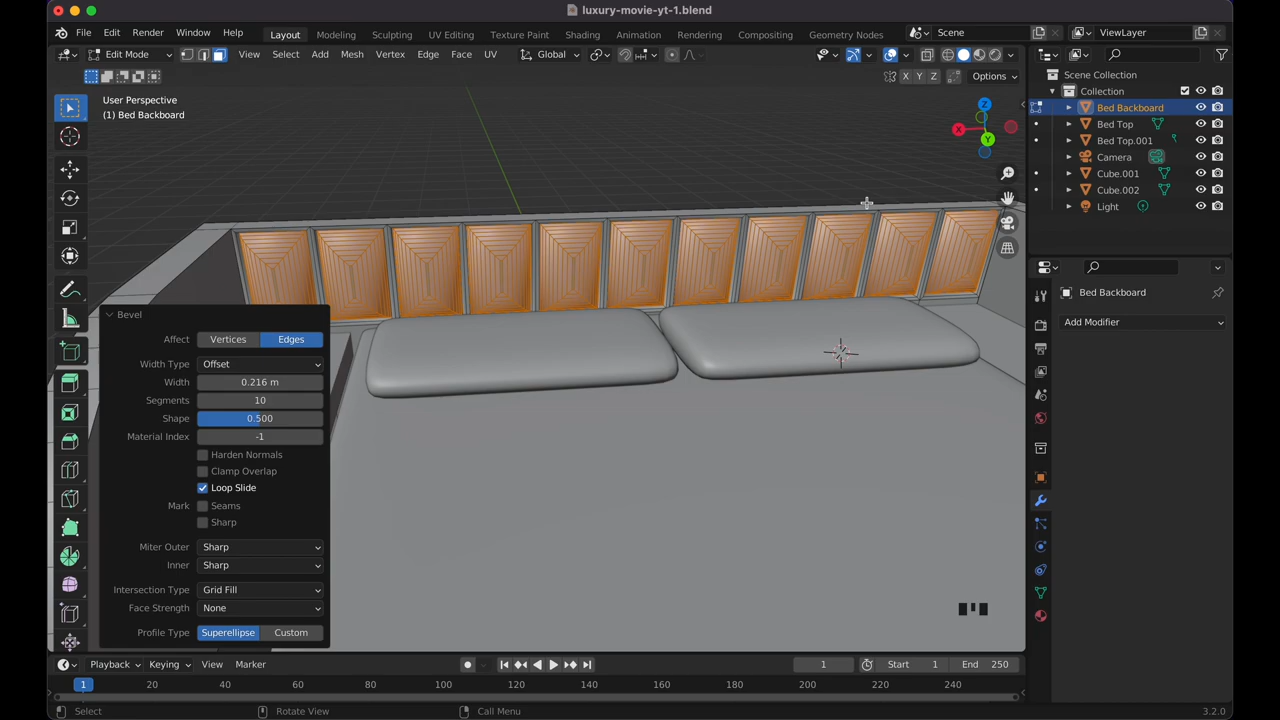 luxury-movie-yt-1.blend
File Edit Render Window Help Layout Modeling Sculpting UV Editing Texture Paint Shading Animation Rendering Compositing Geometry Nodes Scene ViewLayer
Edit Mode View Select Add Mesh Vertex Edge Face UV Global
X Y Z Options
User Perspective
(1) Bed Backboard
Z
X
Y
Scene Collection
Collection
Bed Backboard
Bed Top
Bed Top.001
Camera
Cube.001
Cube.002
Light
Bed Backboard
Add Modifier
Bevel
Affect Vertices Edges
Width Type Offset
Width 0.216 m
Segments 10
Shape 0.500
Material Index -1
Harden Normals
Clamp Overlap
Loop Slide
Mark Seams
Sharp
Miter Outer Sharp
Inner Sharp
Intersection Type Grid Fill
Face Strength None
Profile Type Superellipse Custom
Playback Keying View Marker 1 Start 1 End 250
1 20 40 60 80 100 120 140 160 180 200 220 240
Select Rotate View Call Menu 3.2.0